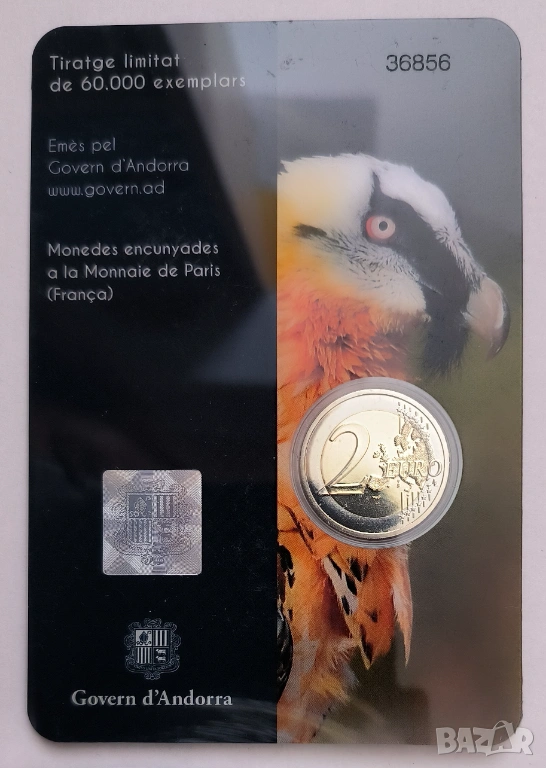 Tiratge limitat
de 60.000 exemplars
36856
Emès pel
Govern d'Andorra
www.govern.ad
Monedes encunyades
a la Monnaie de Paris
(França)
2 EURO
Govern d'Andorra
BAZAR